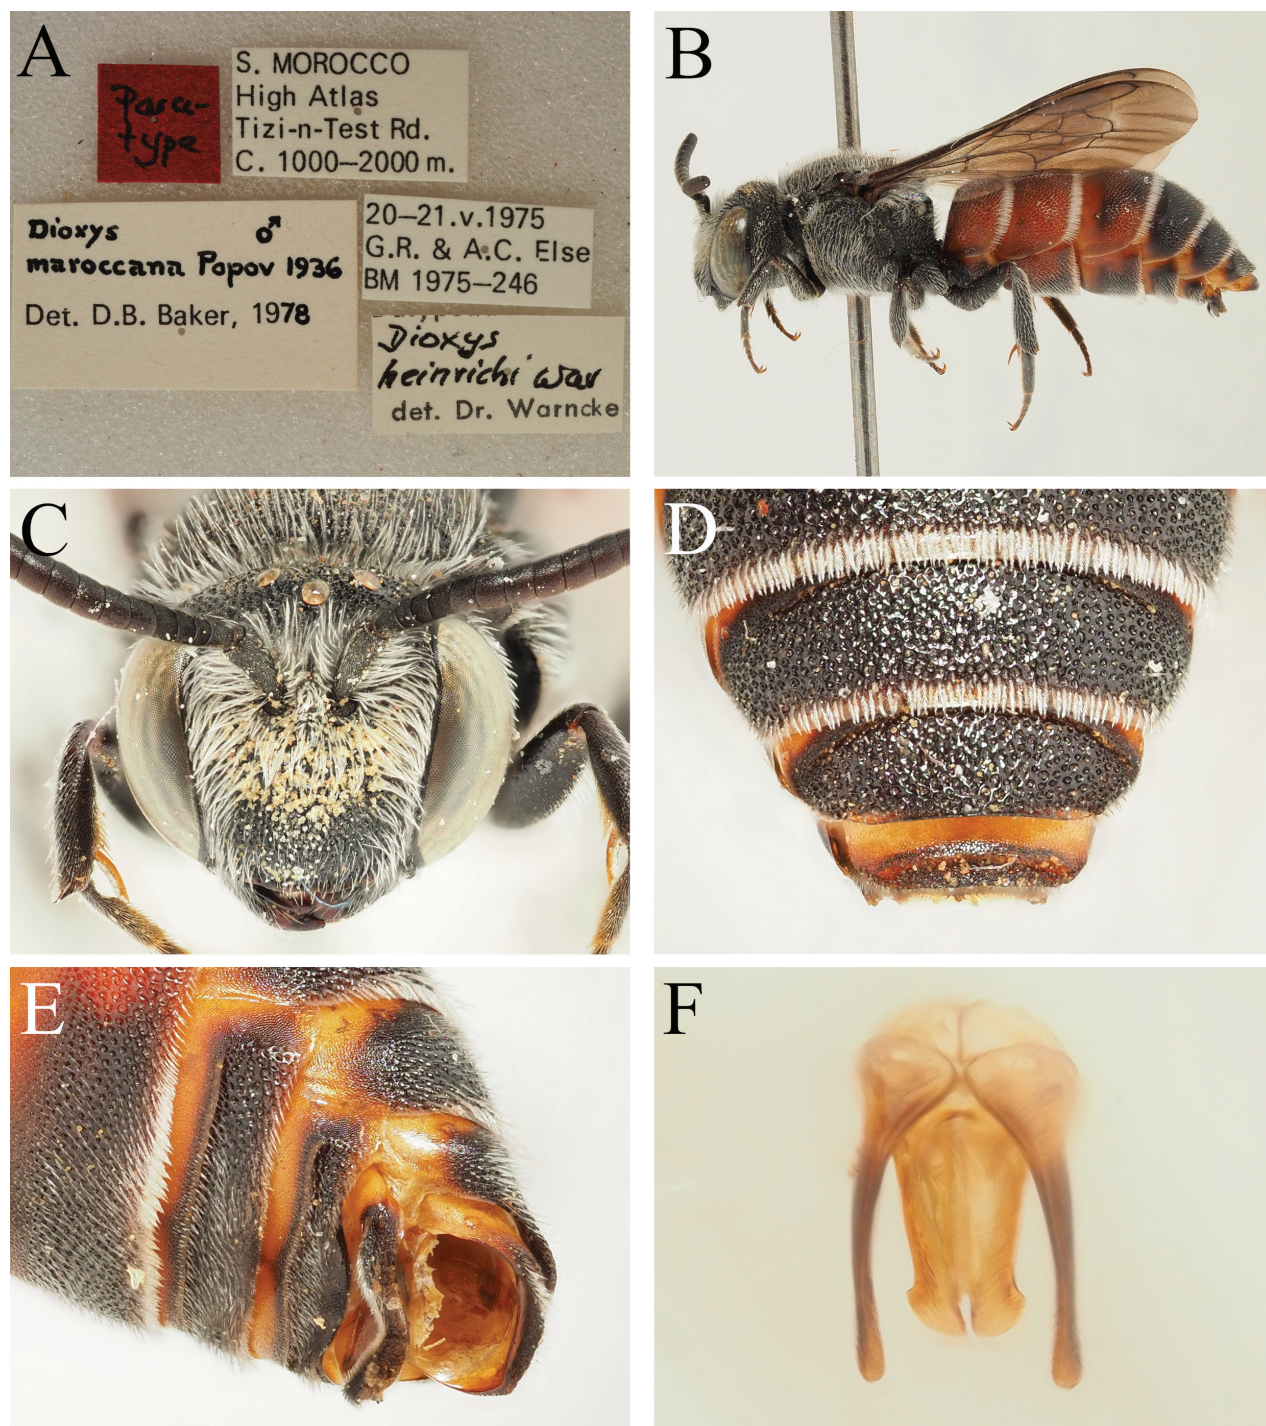 A
Para-
type
S. MOROCCO
High Atlas
Tizi-n-Test Rd.
C. 1000–2000 m.
Dioxys ♂
maroccana Popov 1936
Det. D.B. Baker, 1978
20–21.v.1975
G.R. & A.C. Else
BM 1975–246
Dioxys
heinrichi War
det. Dr. Warncke
B
C
D
E
F